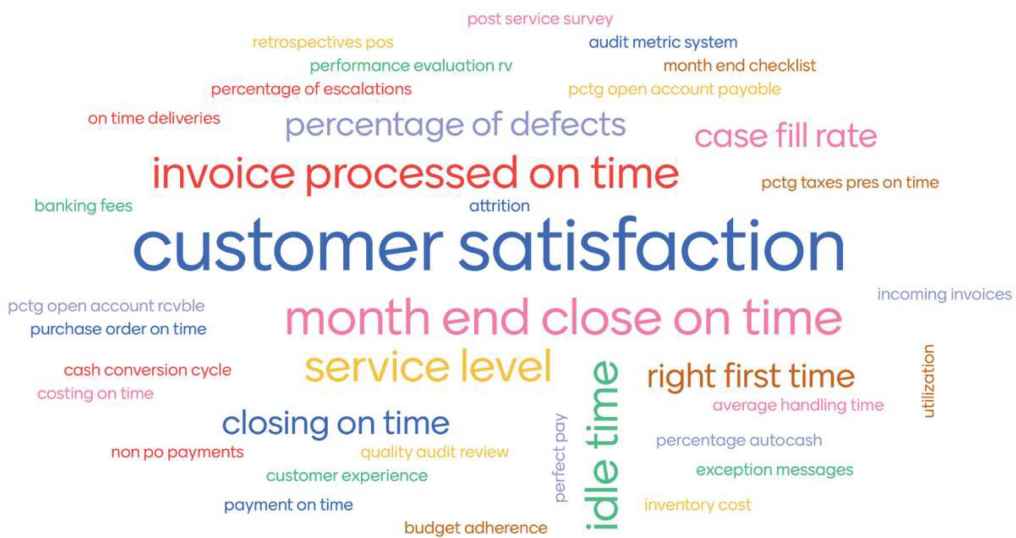 post service survey
retrospectives pos
audit metric system
performance evaluation rv
month end checklist
percentage of escalations
pctg open account payable
on time deliveries
percentage of defects
case fill rate
invoice processed on time
pctg taxes pres on time
banking fees
attrition
customer satisfaction
incoming invoices
pctg open account rcvble
month end close on time
purchase order on time
service level
cash conversion cycle
right first time
utilization
costing on time
average handling time
closing on time
idle time
perfect pay
percentage autocash
non po payments
quality audit review
customer experience
exception messages
payment on time
inventory cost
budget adherence